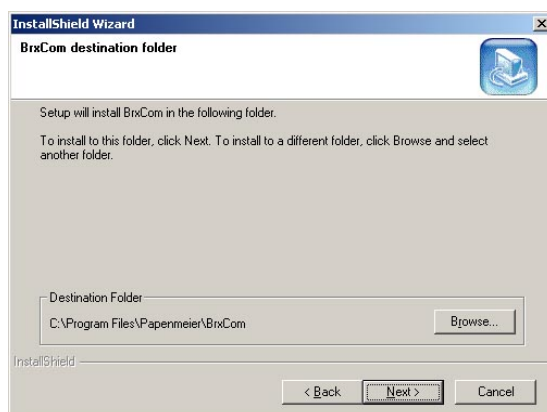 InstallShield Wizard
BrxCom destination folder
Setup will install BrxCom in the following folder.
To install to this folder, click Next. To install to a different folder, click Browse and select
another folder.
Destination Folder
C:\Program Files\Papenmeier\BrxCom
Browse...
InstallShield
< Back
Next >
Cancel